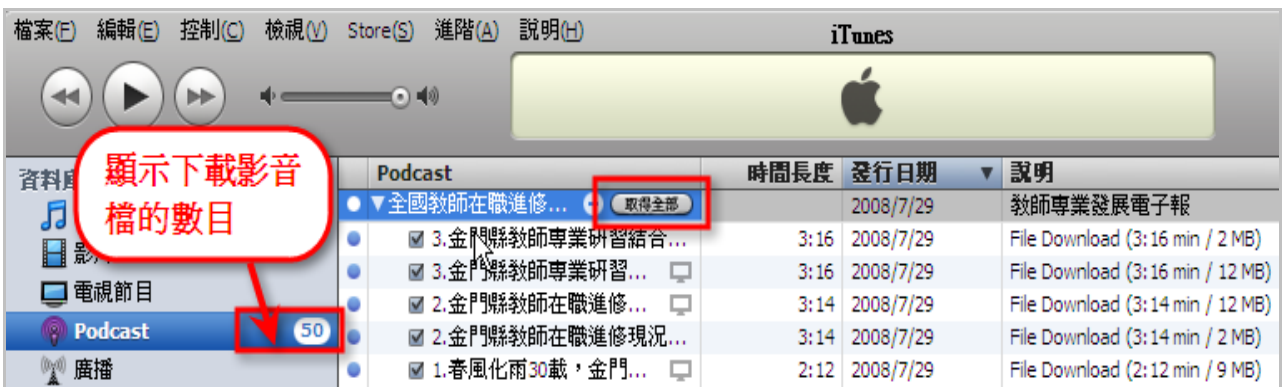 檔案(F) 編輯(E) 控制(C) 檢視(V) Store(S) 進階(A) 說明(H) iTunes
顯示下載影音
檔的數目
資料庫
電視節目
Podcast 50
廣播
Podcast 時間長度 發行日期 說明
全國教師在職進修... 取得全部 2008/7/29 教師專業發展電子報
3.金門縣教師專業研習結合... 3:16 2008/7/29 File Download (3:16 min / 2 MB)
3.金門縣教師專業研習... 3:16 2008/7/29 File Download (3:16 min / 12 MB)
2.金門縣教師在職進修... 3:14 2008/7/29 File Download (3:14 min / 12 MB)
2.金門縣教師在職進修現況... 3:14 2008/7/29 File Download (3:14 min / 2 MB)
1.春風化雨30載，金門... 2:12 2008/7/29 File Download (2:12 min / 9 MB)